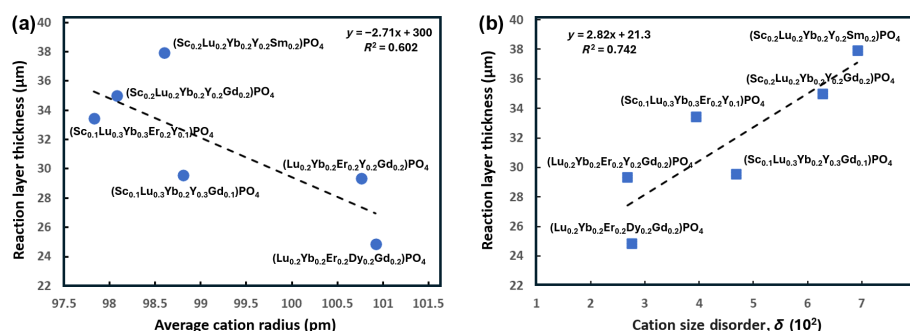 (a)
Reaction layer thickness (µm)
40
38
36
34
32
30
28
26
24
22
y = −2.71x + 300
R² = 0.602
(Sc₀.₂Lu₀.₂Yb₀.₂Y₀.₂Sm₀.₂)PO₄
(Sc₀.₂Lu₀.₂Yb₀.₂Y₀.₂Gd₀.₂)PO₄
(Sc₀.₁Lu₀.₃Yb₀.₃Er₀.₂Y₀.₁)PO₄
(Lu₀.₂Yb₀.₂Er₀.₂Y₀.₂Gd₀.₂)PO₄
(Sc₀.₁Lu₀.₃Yb₀.₂Y₀.₃Gd₀.₁)PO₄
(Lu₀.₂Yb₀.₂Er₀.₂Dy₀.₂Gd₀.₂)PO₄
97.5 98 98.5 99 99.5 100 100.5 101 101.5
Average cation radius (pm)
(b)
Reaction layer thickness (µm)
40
38
36
34
32
30
28
26
24
22
y = 2.82x + 21.3
R² = 0.742
(Sc₀.₂Lu₀.₂Yb₀.₂Y₀.₂Sm₀.₂)PO₄
(Sc₀.₂Lu₀.₂Yb₀.₂Y₀.₂Gd₀.₂)PO₄
(Sc₀.₁Lu₀.₃Yb₀.₃Er₀.₂Y₀.₁)PO₄
(Lu₀.₂Yb₀.₂Er₀.₂Y₀.₂Gd₀.₂)PO₄
(Sc₀.₁Lu₀.₃Yb₀.₂Y₀.₃Gd₀.₁)PO₄
(Lu₀.₂Yb₀.₂Er₀.₂Dy₀.₂Gd₀.₂)PO₄
1 2 3 4 5 6 7
Cation size disorder, δ (10²)